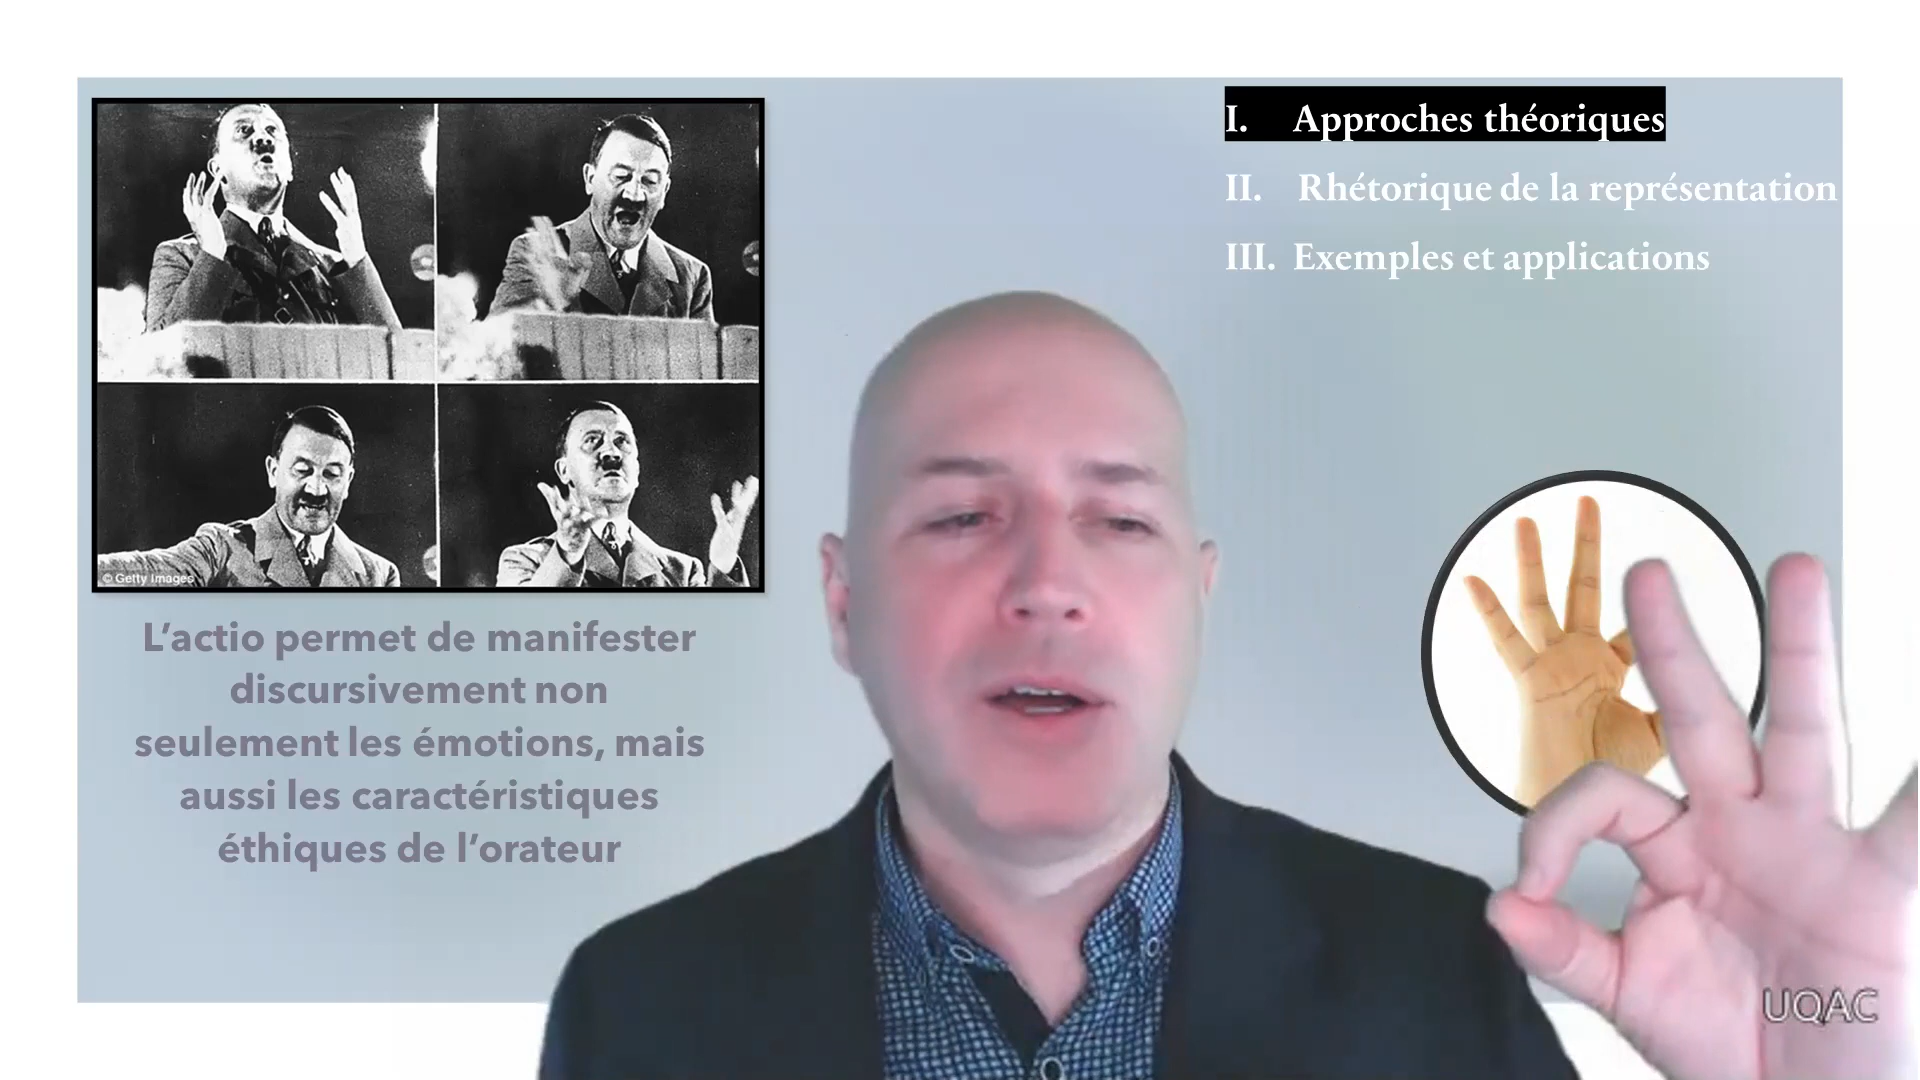 I. Approches théoriques
II. Rhétorique de la représentation
III. Exemples et applications
© Getty Images
L’actio permet de manifester
discursivement non
seulement les émotions, mais
aussi les caractéristiques
éthiques de l’orateur
UQAC